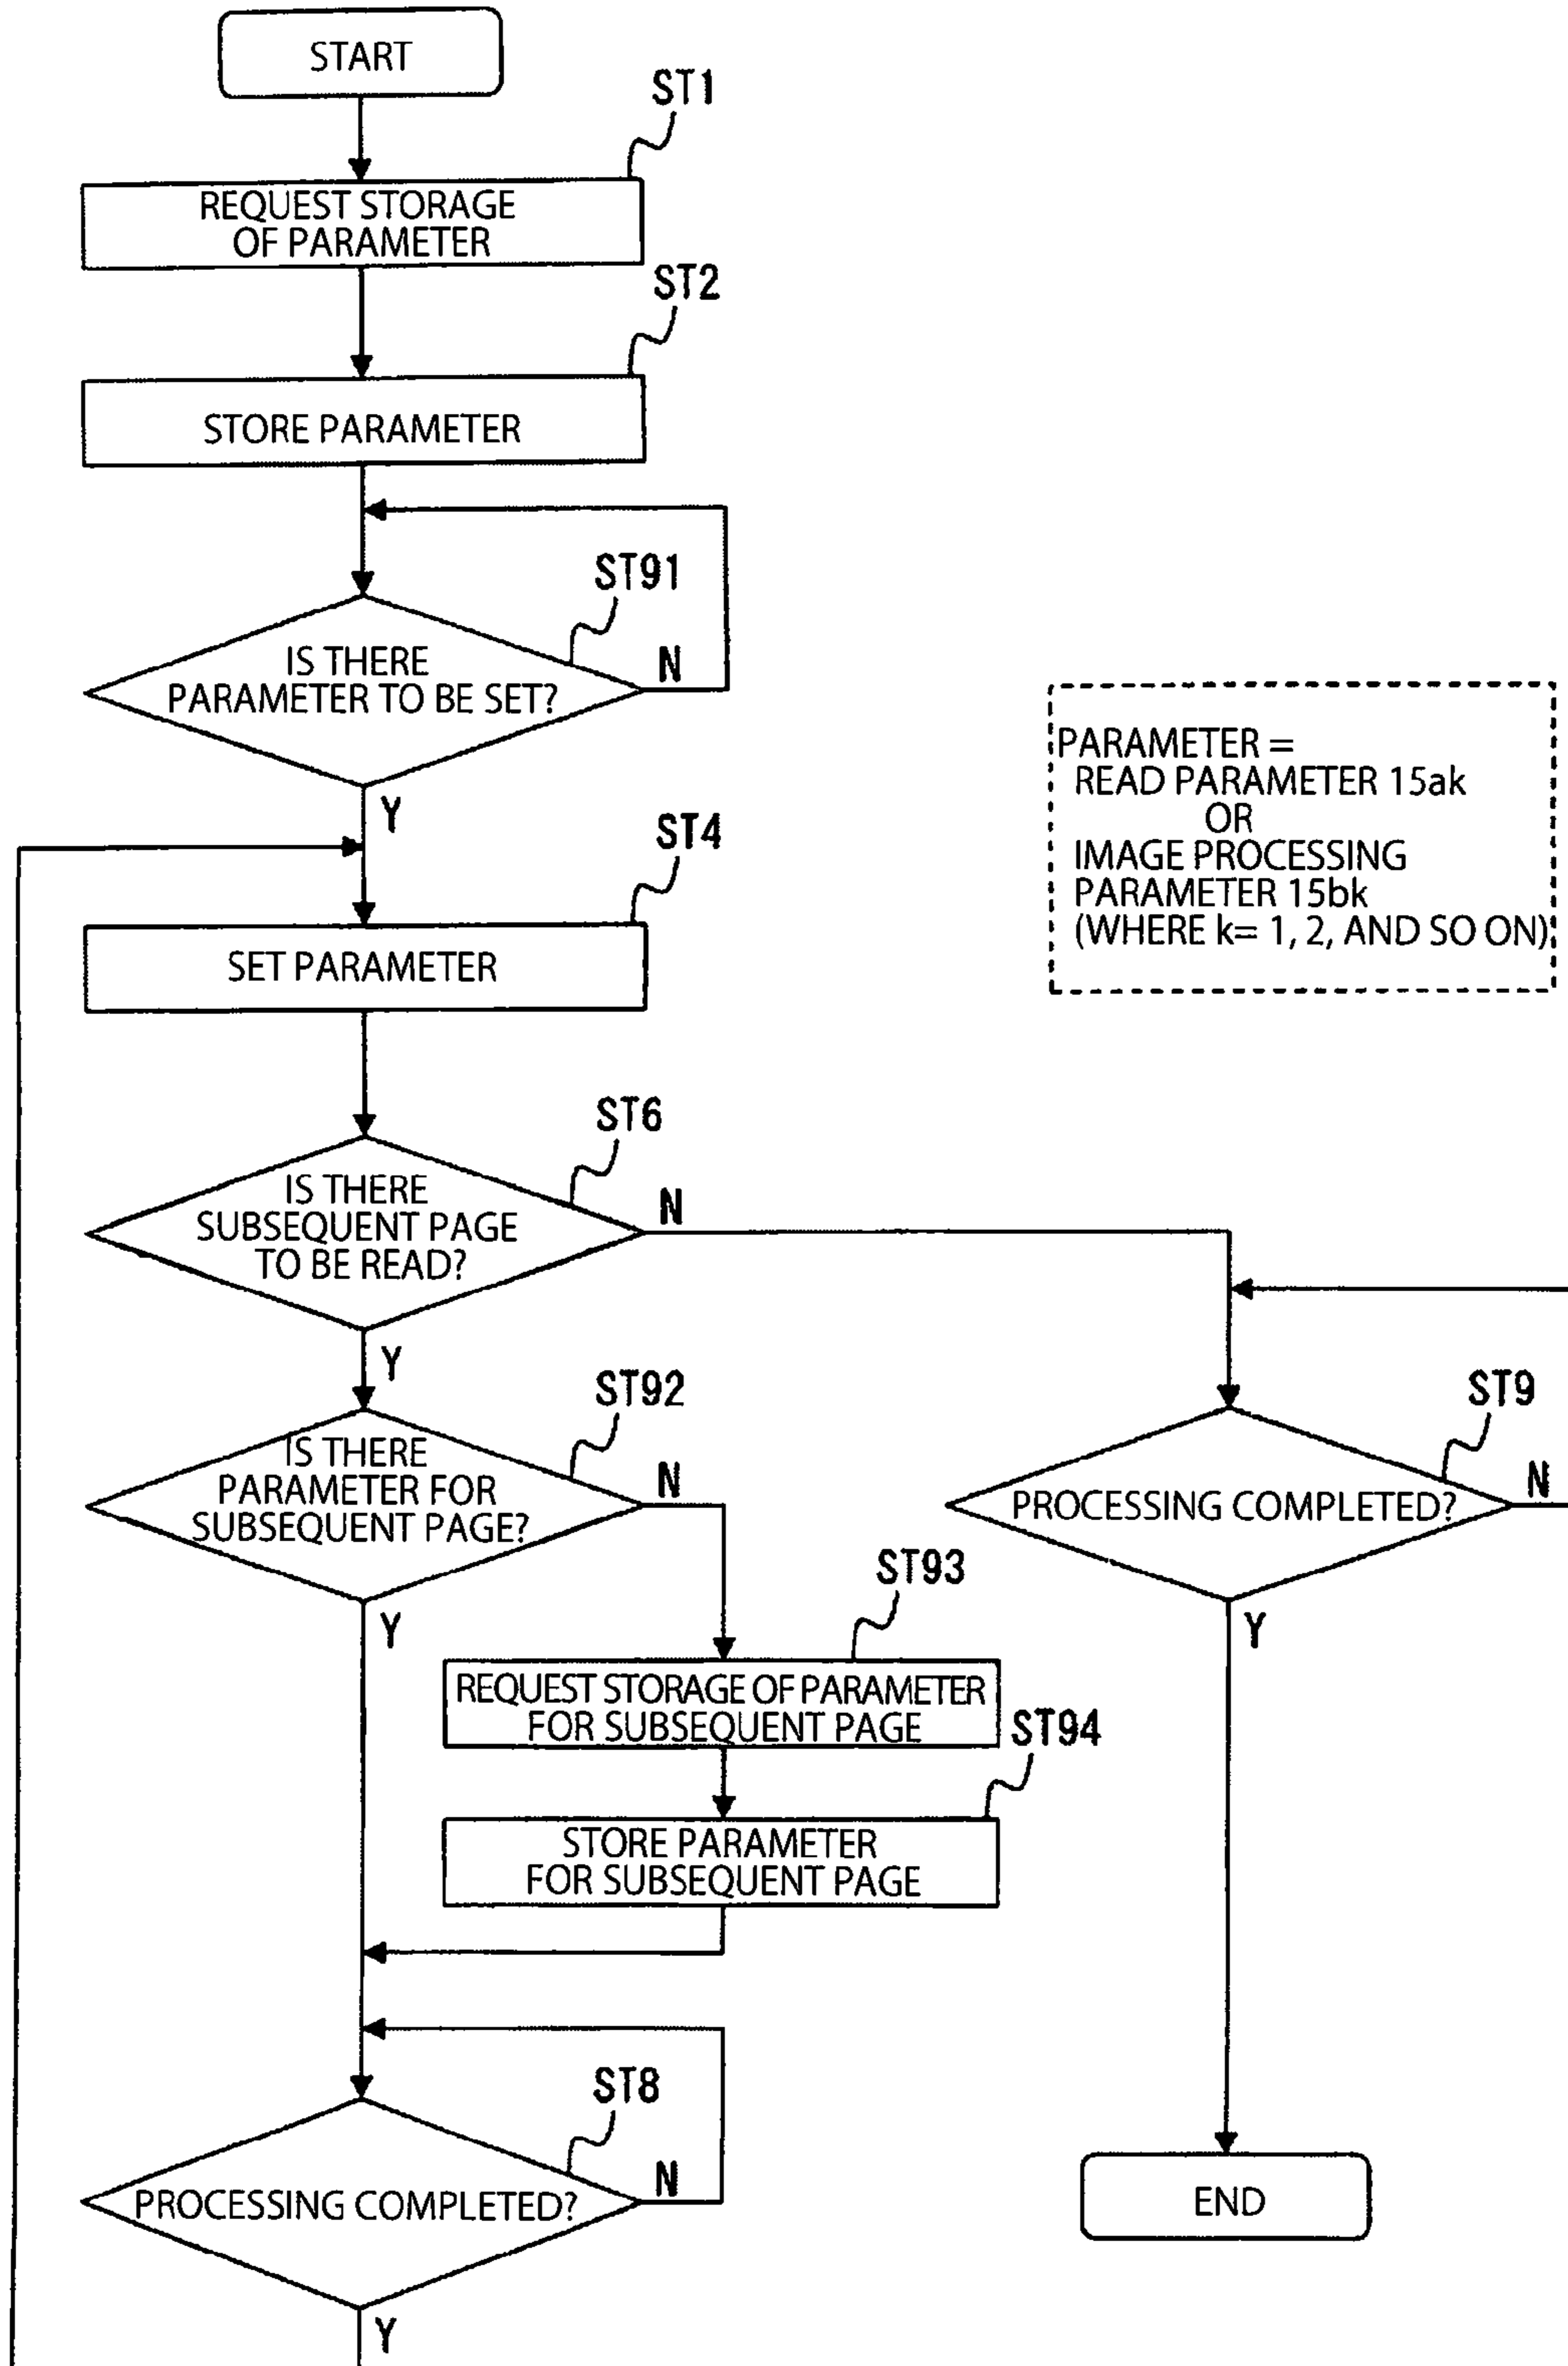 START
ST1
REQUEST STORAGE
OF PARAMETER
ST2
STORE PARAMETER
ST91
IS THERE
PARAMETER TO BE SET?
N
Y
PARAMETER =
READ PARAMETER 15ak
OR
IMAGE PROCESSING
PARAMETER 15bk
(WHERE k= 1, 2, AND SO ON)
ST4
SET PARAMETER
ST6
IS THERE
SUBSEQUENT PAGE
TO BE READ?
N
Y
ST92
IS THERE
PARAMETER FOR
SUBSEQUENT PAGE?
N
Y
ST9
PROCESSING COMPLETED?
N
Y
ST93
REQUEST STORAGE OF PARAMETER
FOR SUBSEQUENT PAGE
ST94
STORE PARAMETER
FOR SUBSEQUENT PAGE
ST8
PROCESSING COMPLETED?
N
Y
END